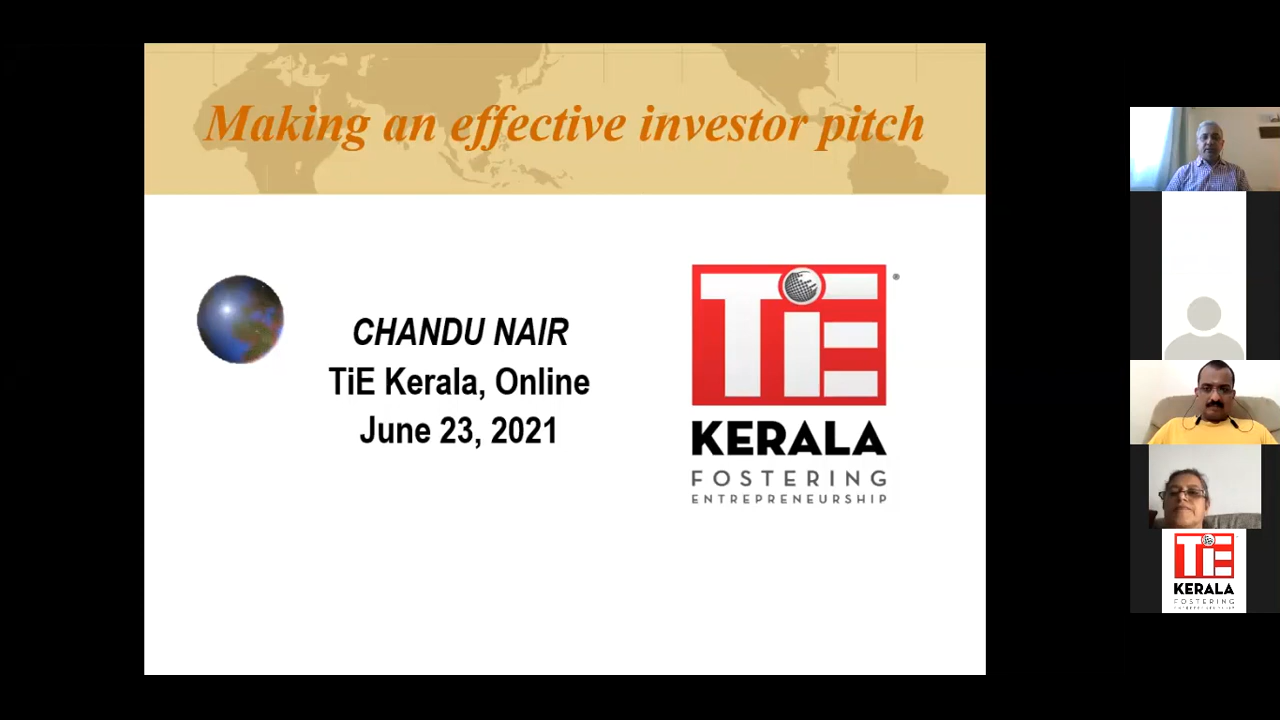 Making an effective investor pitch
CHANDU NAIR
TiE Kerala, Online
June 23, 2021
TiE
KERALA
FOSTERING
ENTREPRENEURSHIP
TiE
KERALA
FOSTERING
ENTREPRENEURSHIP